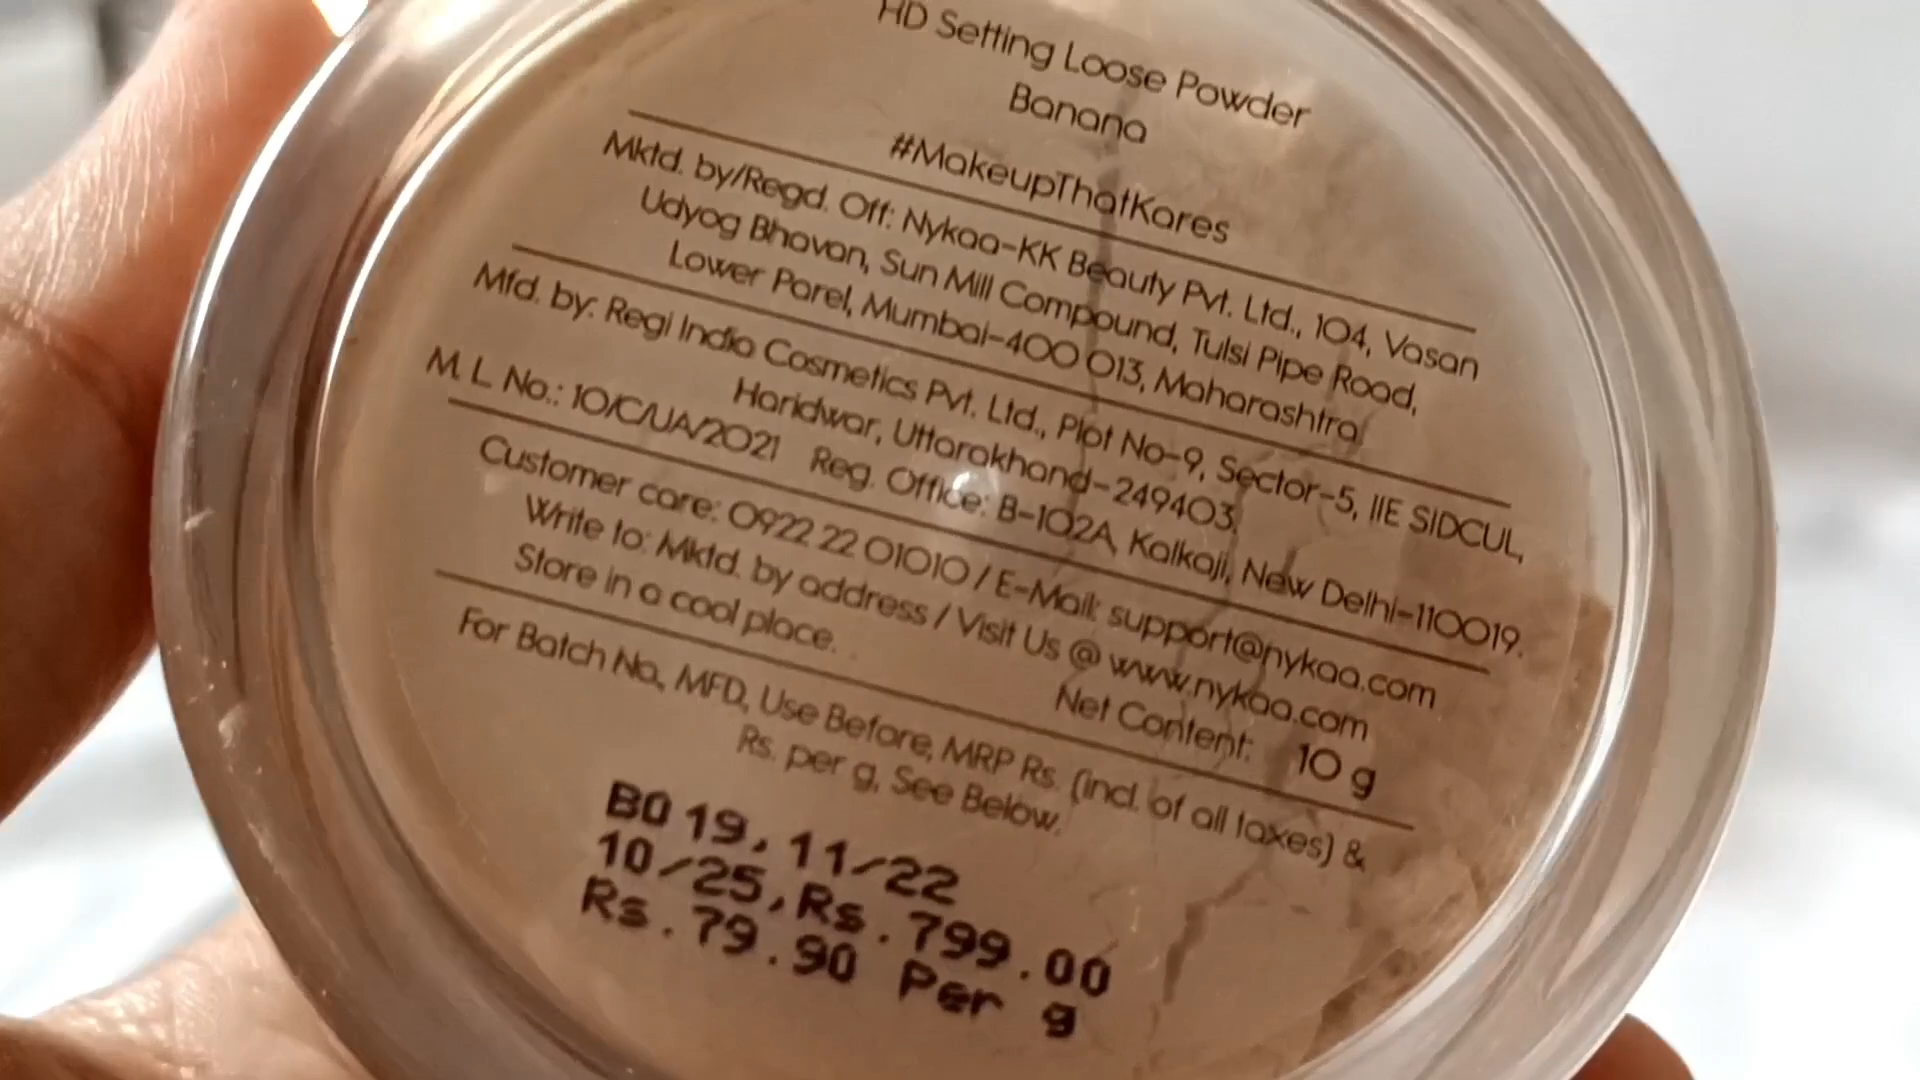 HD Setting Loose Powder
Banana
#MakeupThatKares
Mktd. by/Regd. Off: Nykaa-KK Beauty Pvt. Ltd., 104, Vasan
Udyog Bhavan, Sun Mill Compound, Tulsi Pipe Road,
Lower Parel, Mumbai-400 013, Maharashtra
Mfd. by: Regi India Cosmetics Pvt. Ltd., Plot No-9, Sector-5, IIE SIDCUL,
Haridwar, Uttarakhand-249403.
M. L No.: 10/C/UA/2021 Reg. Office: B-102A, Kalkaji, New Delhi-110019.
Customer care: 0922 22 01010 / E-Mail: support@nykaa.com
Write to: Mktd. by address / Visit Us @ www.nykaa.com
Store in a cool place. Net Content: 10 g
For Batch No., MFD, Use Before, MRP Rs. (incl. of all taxes) &
Rs. per g, See Below.
B0 19, 11/22
10/25, Rs. 799.00
Rs. 79.90 Per g